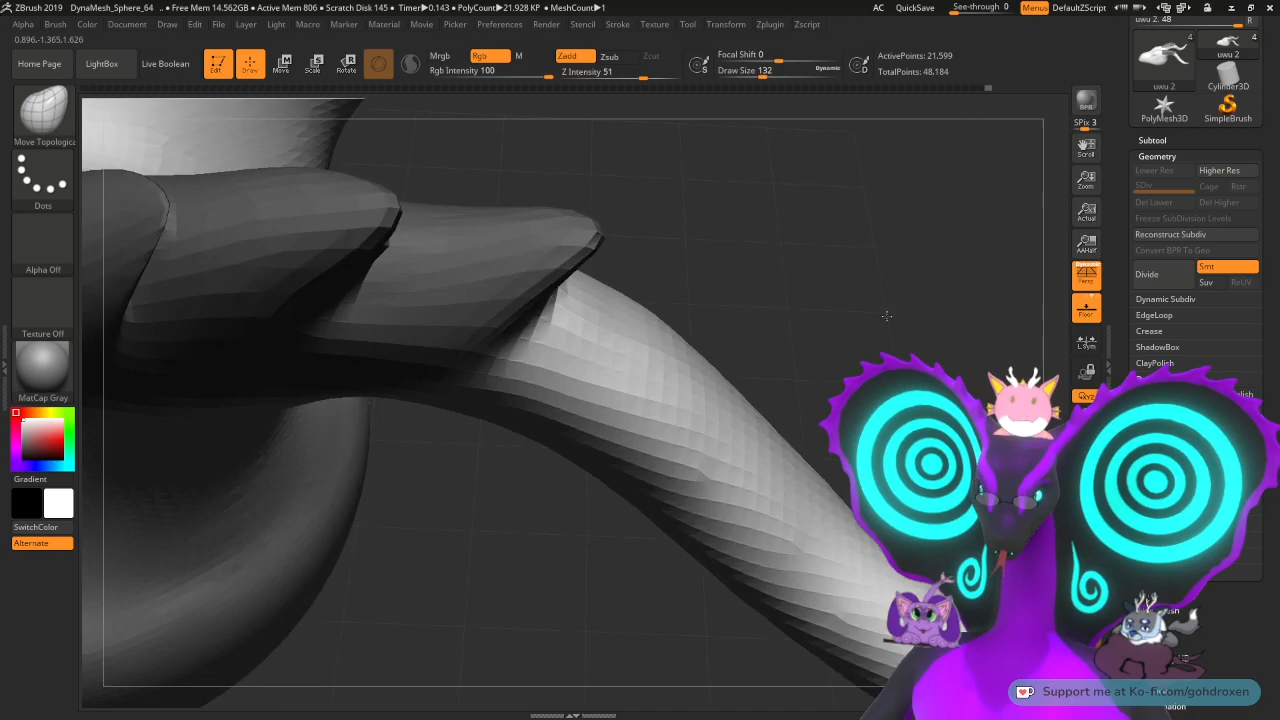 ZBrush 2019 DynaMesh_Sphere_64 .. • Free Mem 14.562GB • Active Mem 806 • Scratch Disk 145 • Timer▶0.143 • PolyCount▶21.928 KP • MeshCount▶1 AC QuickSave See-through 0 Menus DefaultZScript
Alpha Brush Color Document Draw Edit File Layer Light Macro Marker Material Movie Picker Preferences Render Stencil Stroke Texture Tool Transform Zplugin Zscript
0.896,-1.365,1.626
Home Page LightBox Live Boolean Edit Draw Move Scale Rotate
Mrgb Rgb M
Rgb Intensity 100
Zadd Zsub Zcut
Z Intensity 51
S
Focal Shift 0
Draw Size 132 Dynamic
D
ActivePoints: 21,599
TotalPoints: 48,184
Move Topologica
Dots
Alpha Off
Texture Off
MatCap Gray
Gradient
SwitchColor
Alternate
BPR
SPix 3
Scroll
Zoom
Actual
AAHalf
Dynamic
Persp
Floor
L.Sym
uwu 2. 48 R
4 4
uwu 2
uwu 2 Cylinder3D
PolyMesh3D SimpleBrush
Subtool
Geometry
Lower Res Higher Res
SDiv Cage Rstr
Del Lower Del Higher
Freeze SubDivision Levels
Reconstruct Subdiv
Convert BPR To Geo
Divide Smt
Suv ReUV
Dynamic Subdiv
EdgeLoop
Crease
ShadowBox
ClayPolish
Support me at Ko-fi.com/gohdroxen